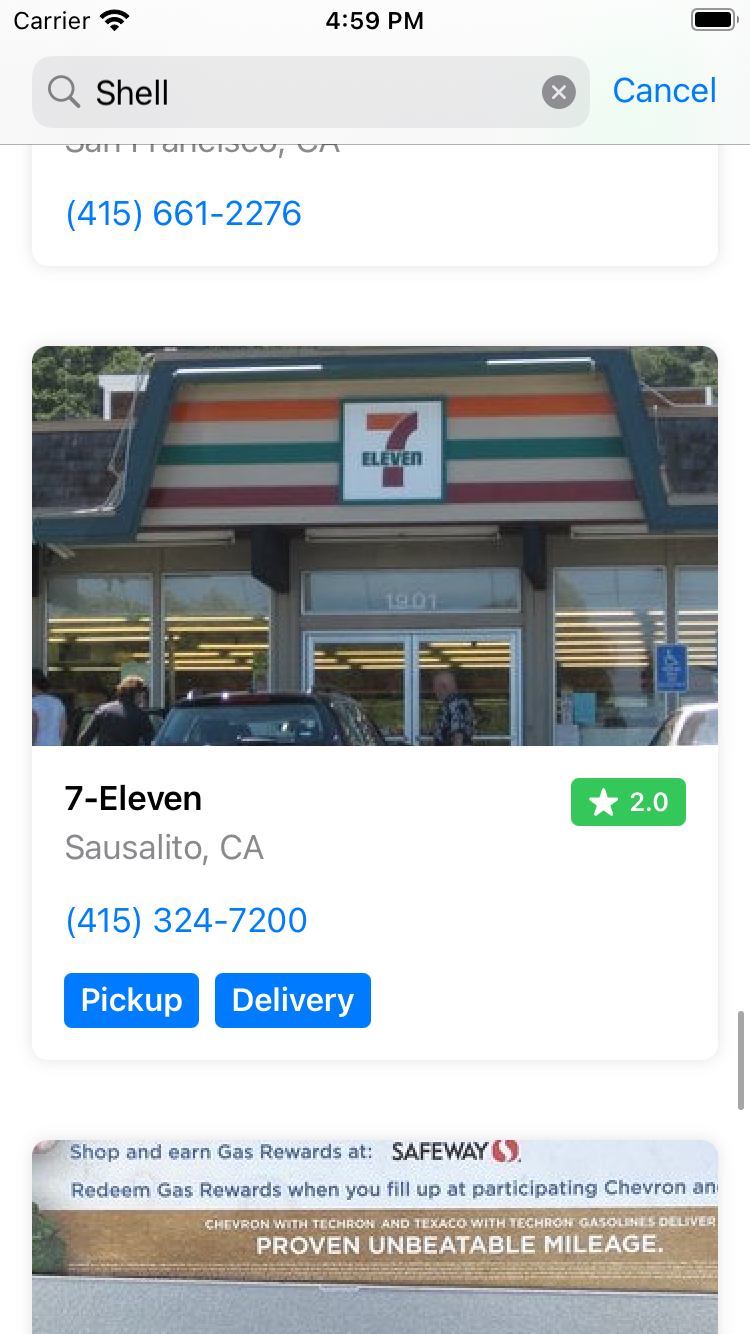 Carrier 4:59 PM
Shell Cancel
San Francisco, CA
(415) 661-2276
7
ELEVEN
1901
7-Eleven
2.0
Sausalito, CA
(415) 324-7200
Pickup Delivery
Shop and earn Gas Rewards at: SAFEWAY
Redeem Gas Rewards when you fill up at participating Chevron an
CHEVRON WITH TECHRON AND TEXACO WITH TECHRON GASOLINES DELIVER
PROVEN UNBEATABLE MILEAGE.